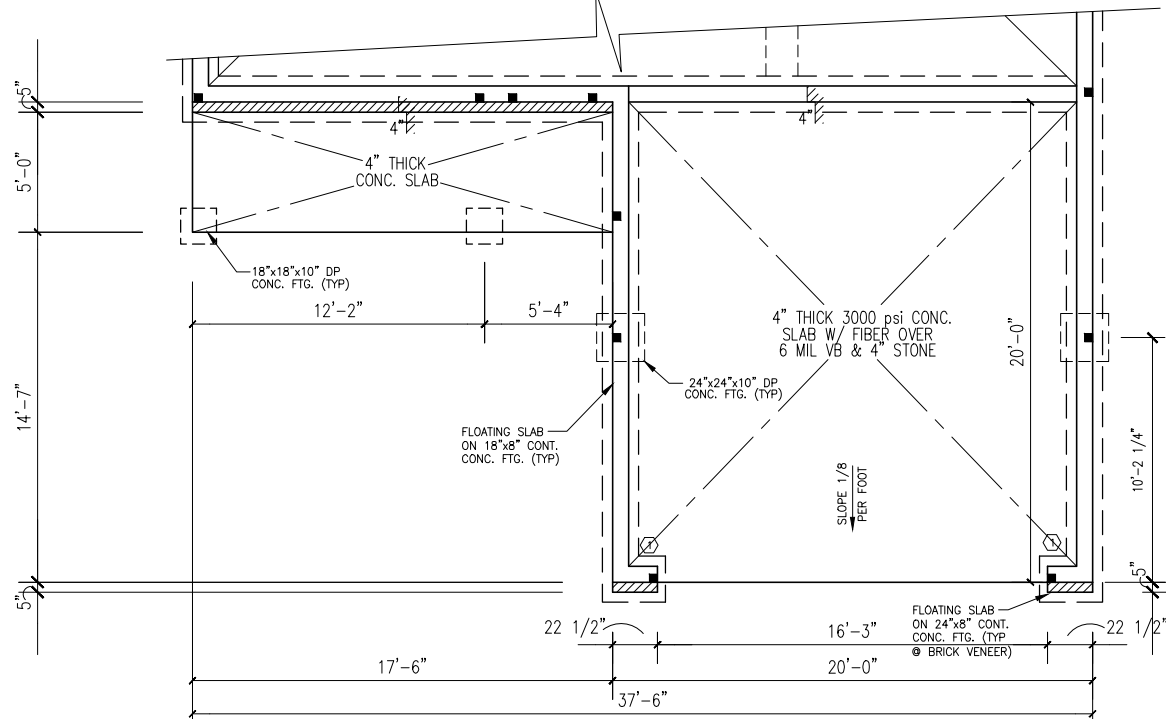 5”
4”
4”
5’-0”
4” THICK
CONC. SLAB
18”x18”x10” DP
CONC. FTG. (TYP)
12’-2”
5’-4”
4” THICK 3000 psi CONC.
SLAB W/ FIBER OVER
6 MIL VB & 4” STONE
20’-0”
24”x24”x10” DP
CONC. FTG. (TYP)
14’-7”
FLOATING SLAB
ON 18”x8” CONT.
CONC. FTG. (TYP)
10’-2 1/4”
SLOPE 1/8
PER FOOT
1
1
5”
5”
FLOATING SLAB
ON 24”x8” CONT.
CONC. FTG. (TYP
@ BRICK VENEER)
22 1/2”
16’-3”
22 1/2”
17’-6”
20’-0”
37’-6”